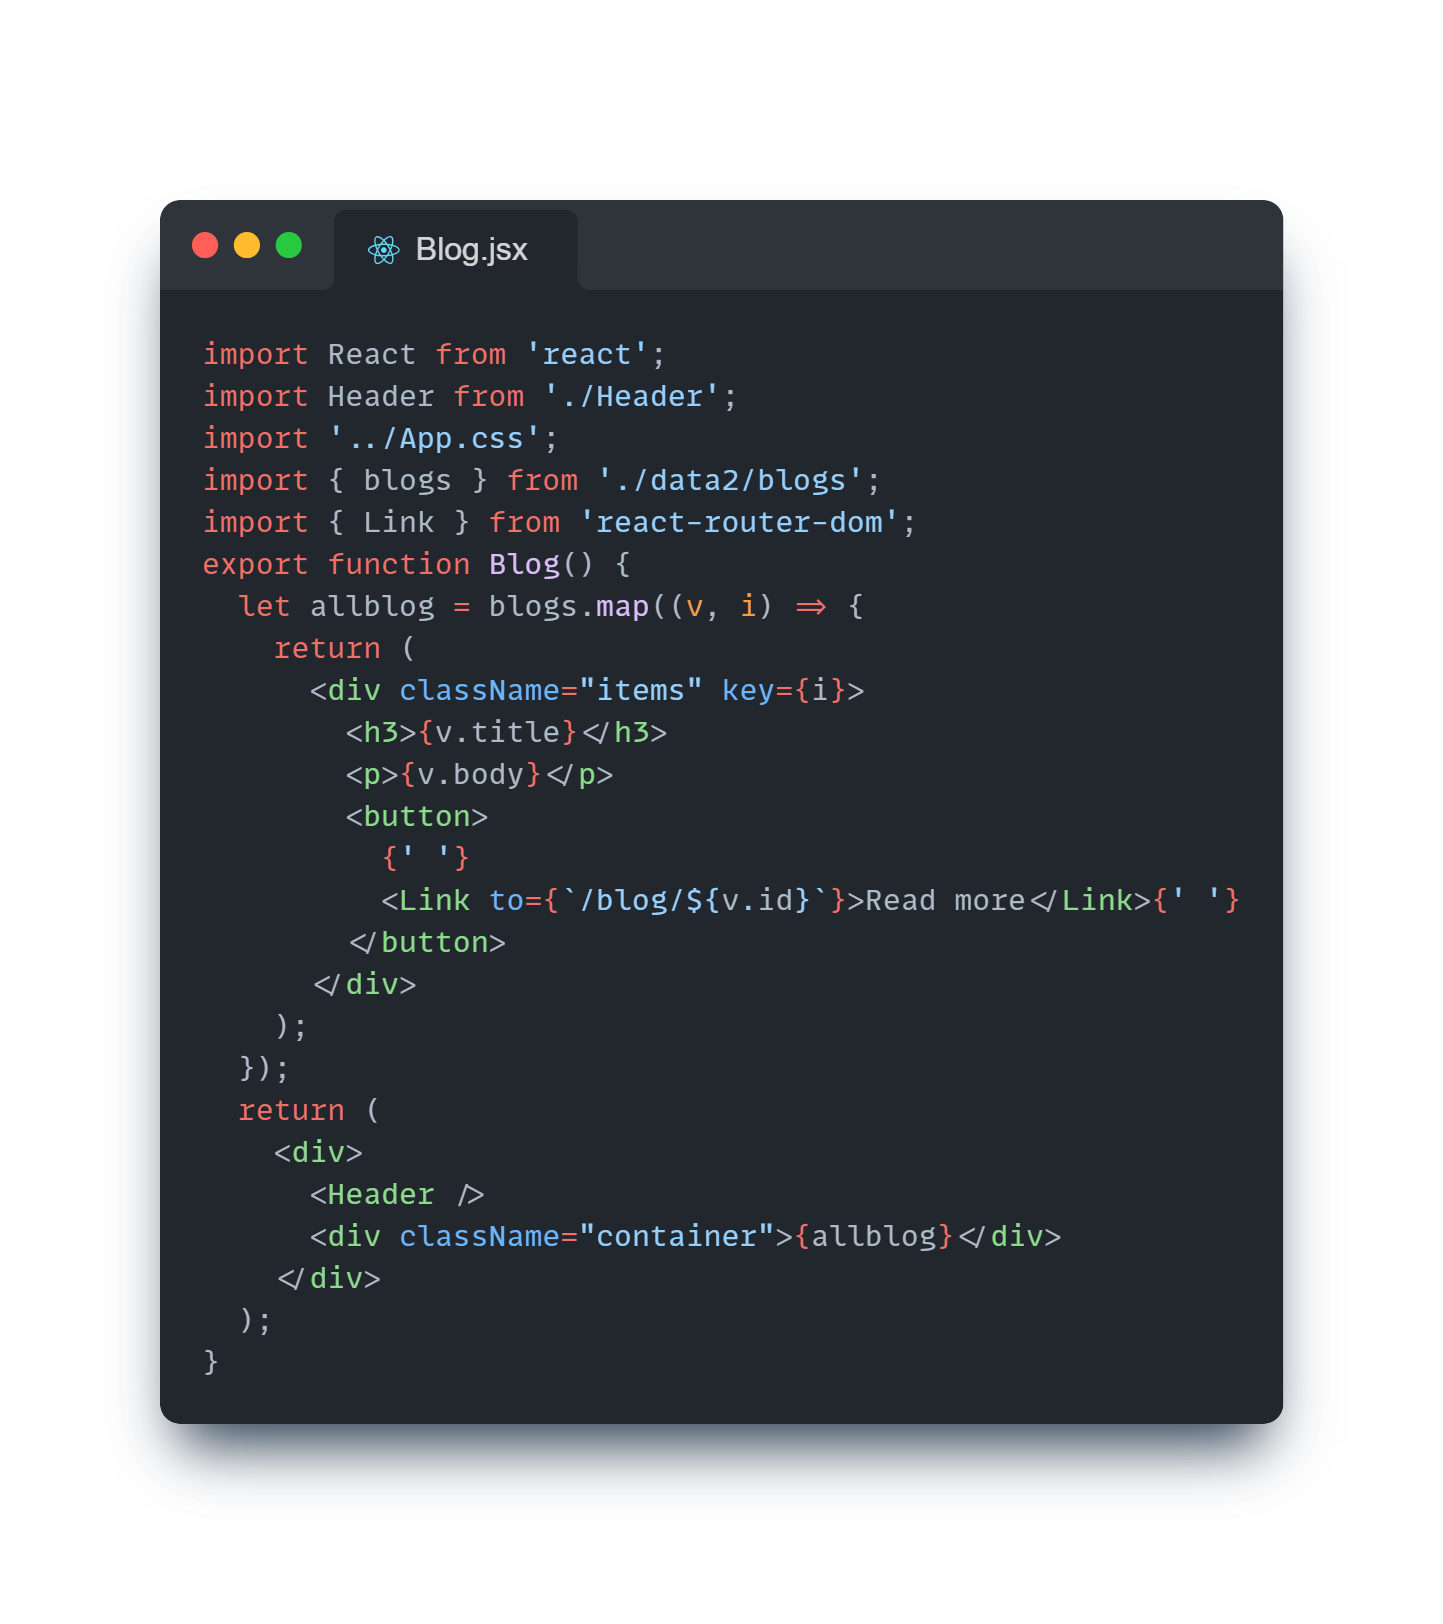 Blog.jsx
import React from 'react';
import Header from './Header';
import '../App.css';
import { blogs } from './data2/blogs';
import { Link } from 'react-router-dom';
export function Blog() {
  let allblog = blogs.map((v, i) => {
    return (
      <div className="items" key={i}>
        <h3>{v.title}</h3>
        <p>{v.body}</p>
        <button>
          {' '}
          <Link to={`/blog/${v.id}`}>Read more</Link>{' '}
        </button>
      </div>
    );
  });
  return (
    <div>
      <Header />
      <div className="container">{allblog}</div>
    </div>
  );
}